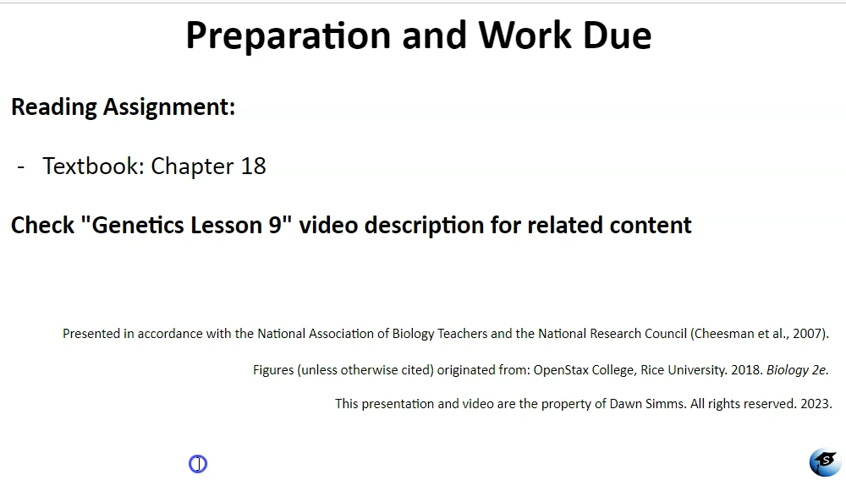 Preparation and Work Due
Reading Assignment:
- Textbook: Chapter 18
Check "Genetics Lesson 9" video description for related content
Presented in accordance with the National Association of Biology Teachers and the National Research Council (Cheesman et al., 2007).
Figures (unless otherwise cited) originated from: OpenStax College, Rice University. 2018. Biology 2e.
This presentation and video are the property of Dawn Simms. All rights reserved. 2023.
S